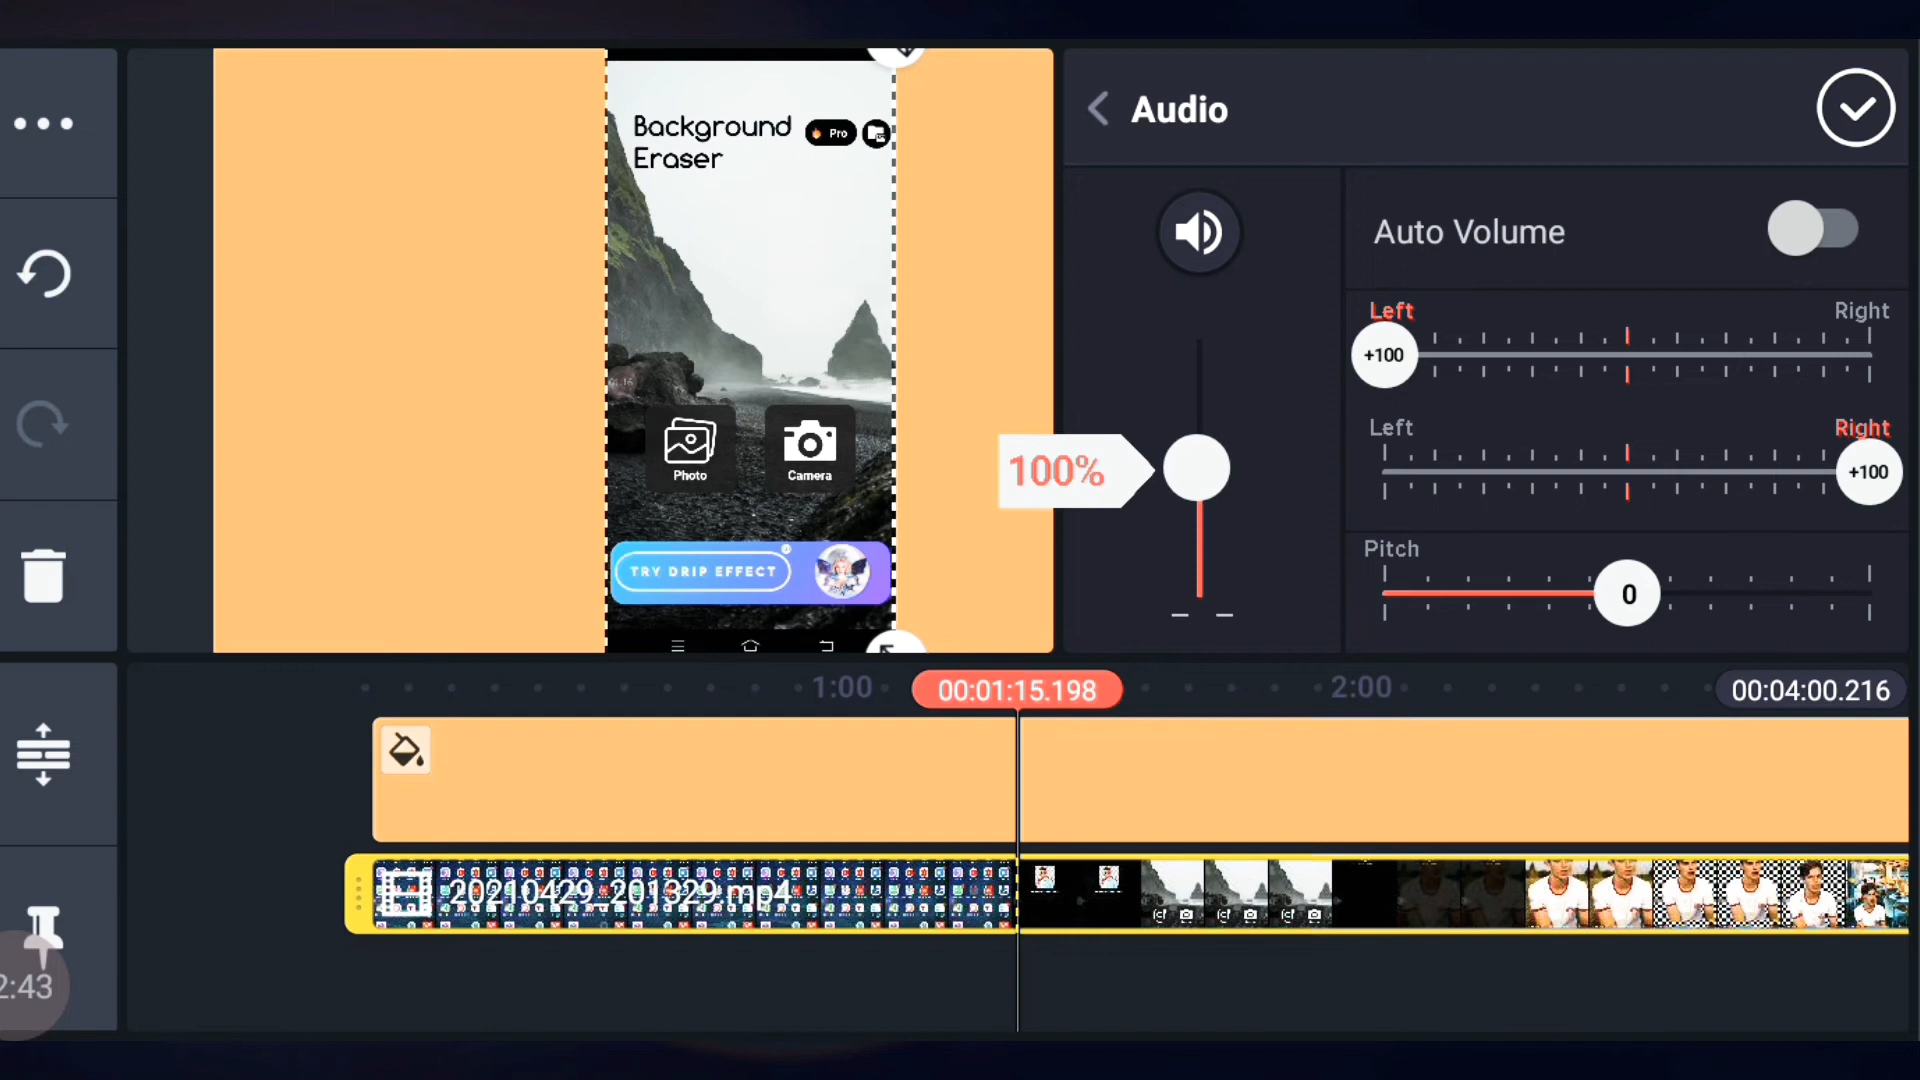 Background
Eraser
Pro
Photo
Camera
TRY DRIP EFFECT
Audio
Auto Volume
Left
Right
+100
Left
Right
+100
100%
Pitch
0
1:00
00:01:15.198
2:00
00:04:00.216
20210429_201329.mp4
2:43